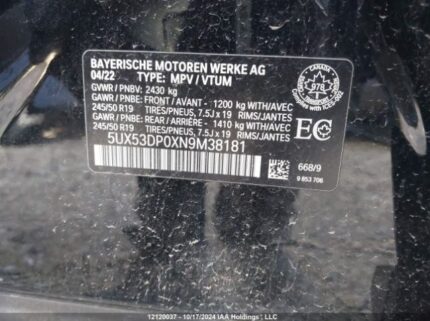 BAYERISCHE MOTOREN WERKE AG
04/22 TYPE: MPV / VTUM
GVWR / PNBV: 2430 kg
GAWR / PNBE: FRONT / AVANT - 1200 kg WITH/AVEC
245/50 R19 TIRES/PNEUS, 7.5J x 19 RIMS/JANTES
GAWR / PNBE: REAR / ARRIÈRE - 1410 kg WITH/AVEC
245/50 R19 TIRES/PNEUS, 7.5J x 19 RIMS/JANTES
5UX53DP0XN9M38181
CANADA
978
EC
668/9
9 853 706
12120037 - 10/17/2024 IAA Holdings LLC